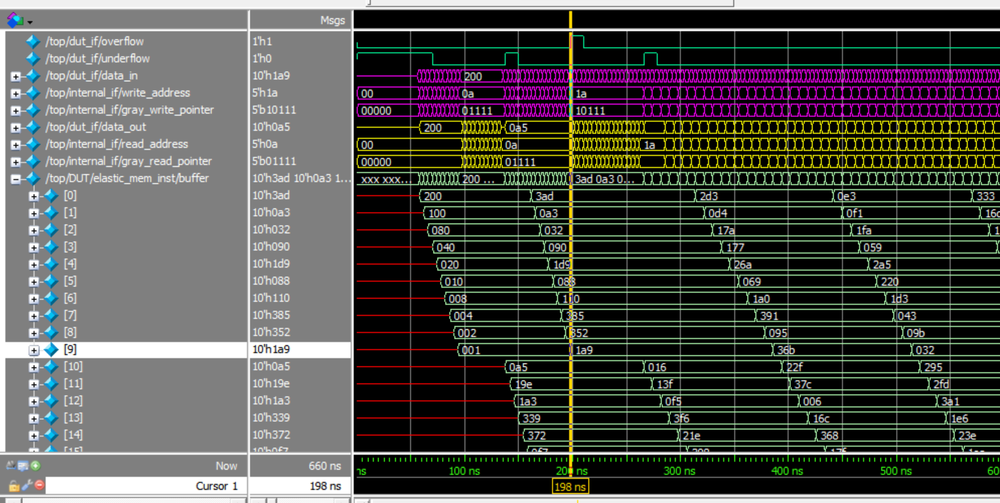 Msgs
/top/dut_if/overflow 1'h1
/top/dut_if/underflow 1'h0
/top/dut_if/data_in 10'h1a9 200
/top/internal_if/write_address 5'h1a 00 0a 1a
/top/internal_if/gray_write_pointer 5'b10111 00000 01111 10111
/top/dut_if/data_out 10'h0a5 200 0a5
/top/internal_if/read_address 5'h0a 00 0a 1a
/top/internal_if/gray_read_pointer 5'b01111 00000 01111
/top/DUT/elastic_mem_inst/buffer 10'h3ad 10'h0a3 1... xxx xxx... 200 ... 3ad 0a3 0...
[0] 10'h3ad 200 3ad 2d3 0e3 333
[1] 10'h0a3 100 0a3 0d4 0f1 16c
[2] 10'h032 080 032 17a 1fa 1
[3] 10'h090 040 090 177 059
[4] 10'h1d9 020 1d9 26a 2a5
[5] 10'h088 010 088 069 220
[6] 10'h110 008 110 1a0 1d3
[7] 10'h385 004 385 391 043
[8] 10'h352 002 352 095 09b
[9] 10'h1a9 001 1a9 36b 032
[10] 10'h0a5 0a5 016 22f 295
[11] 10'h19e 19e 13f 37c 2fd
[12] 10'h1a3 1a3 0f5 006 3a1
[13] 10'h339 339 3f6 16c 1e6
[14] 10'h372 372 21e 368 23e
[15] 10'h0f7 0f7
Now 660 ns ns 100 ns 200 ns 300 ns 400 ns 500 ns 60
Cursor 1 198 ns 198 ns